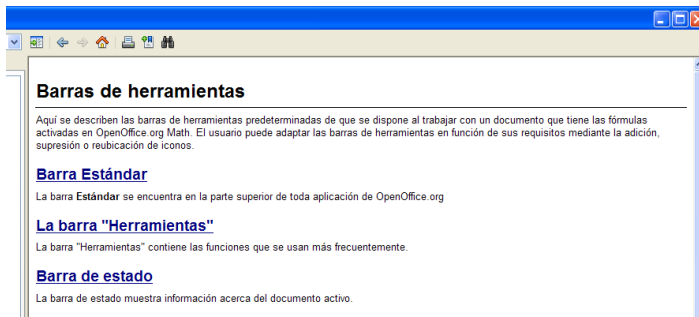 Barras de herramientas
Aquí se describen las barras de herramientas predeterminadas de que se dispone al trabajar con un documento que tiene las fórmulas
activadas en OpenOffice.org Math. El usuario puede adaptar las barras de herramientas en función de sus requisitos mediante la adición,
supresión o reubicación de iconos.
Barra Estándar
La barra Estándar se encuentra en la parte superior de toda aplicación de OpenOffice.org
La barra "Herramientas"
La barra "Herramientas" contiene las funciones que se usan más frecuentemente.
Barra de estado
La barra de estado muestra información acerca del documento activo.